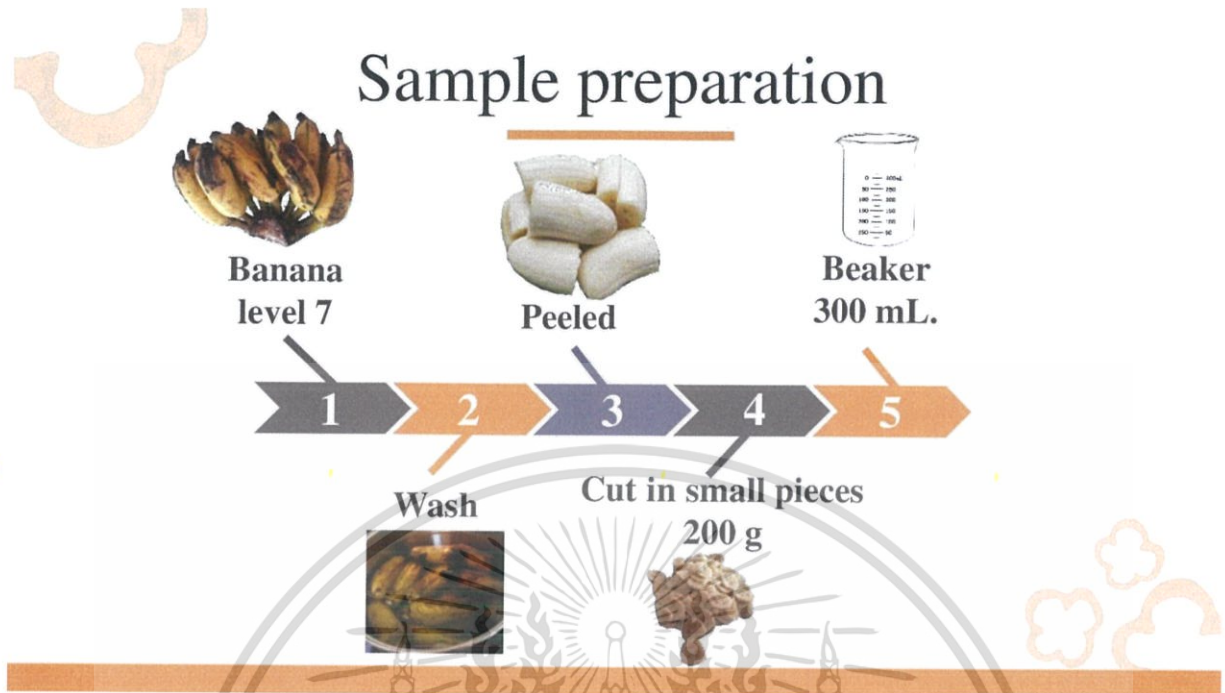 Sample preparation
Banana
level 7
Peeled
Beaker
300 mL.
1
2
3
4
5
Wash
Cut in small pieces
200 g